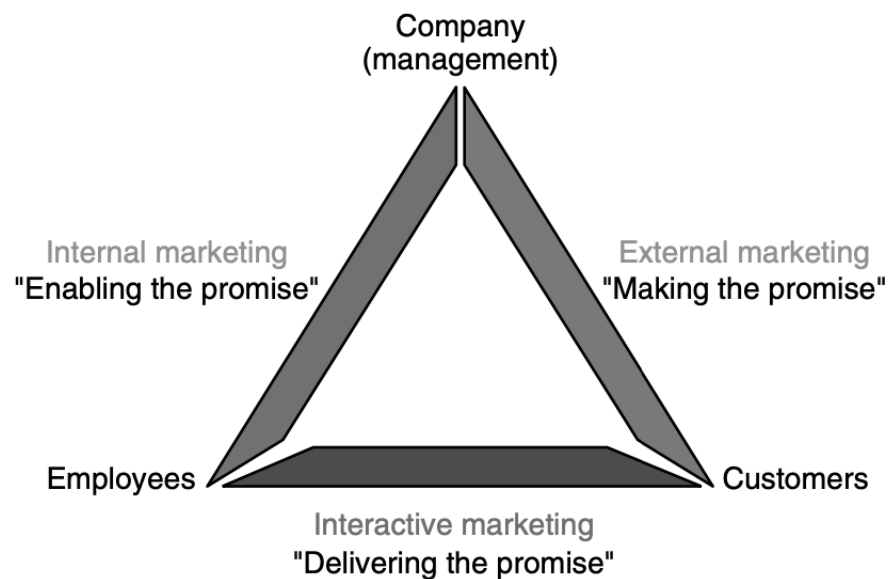 Company
(management)
Internal marketing
"Enabling the promise"
External marketing
"Making the promise"
Employees
Customers
Interactive marketing
"Delivering the promise"